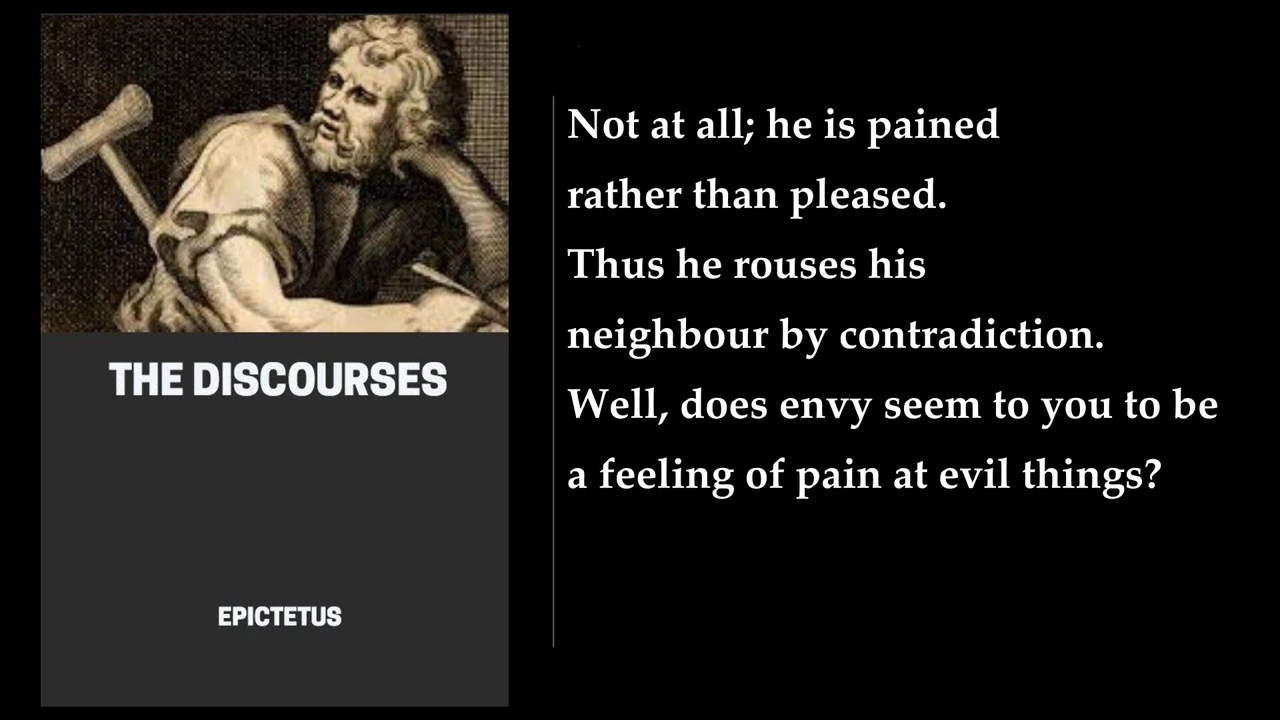 THE DISCOURSES
EPICTETUS
Not at all; he is pained
rather than pleased.
Thus he rouses his
neighbour by contradiction.
Well, does envy seem to you to be
a feeling of pain at evil things?